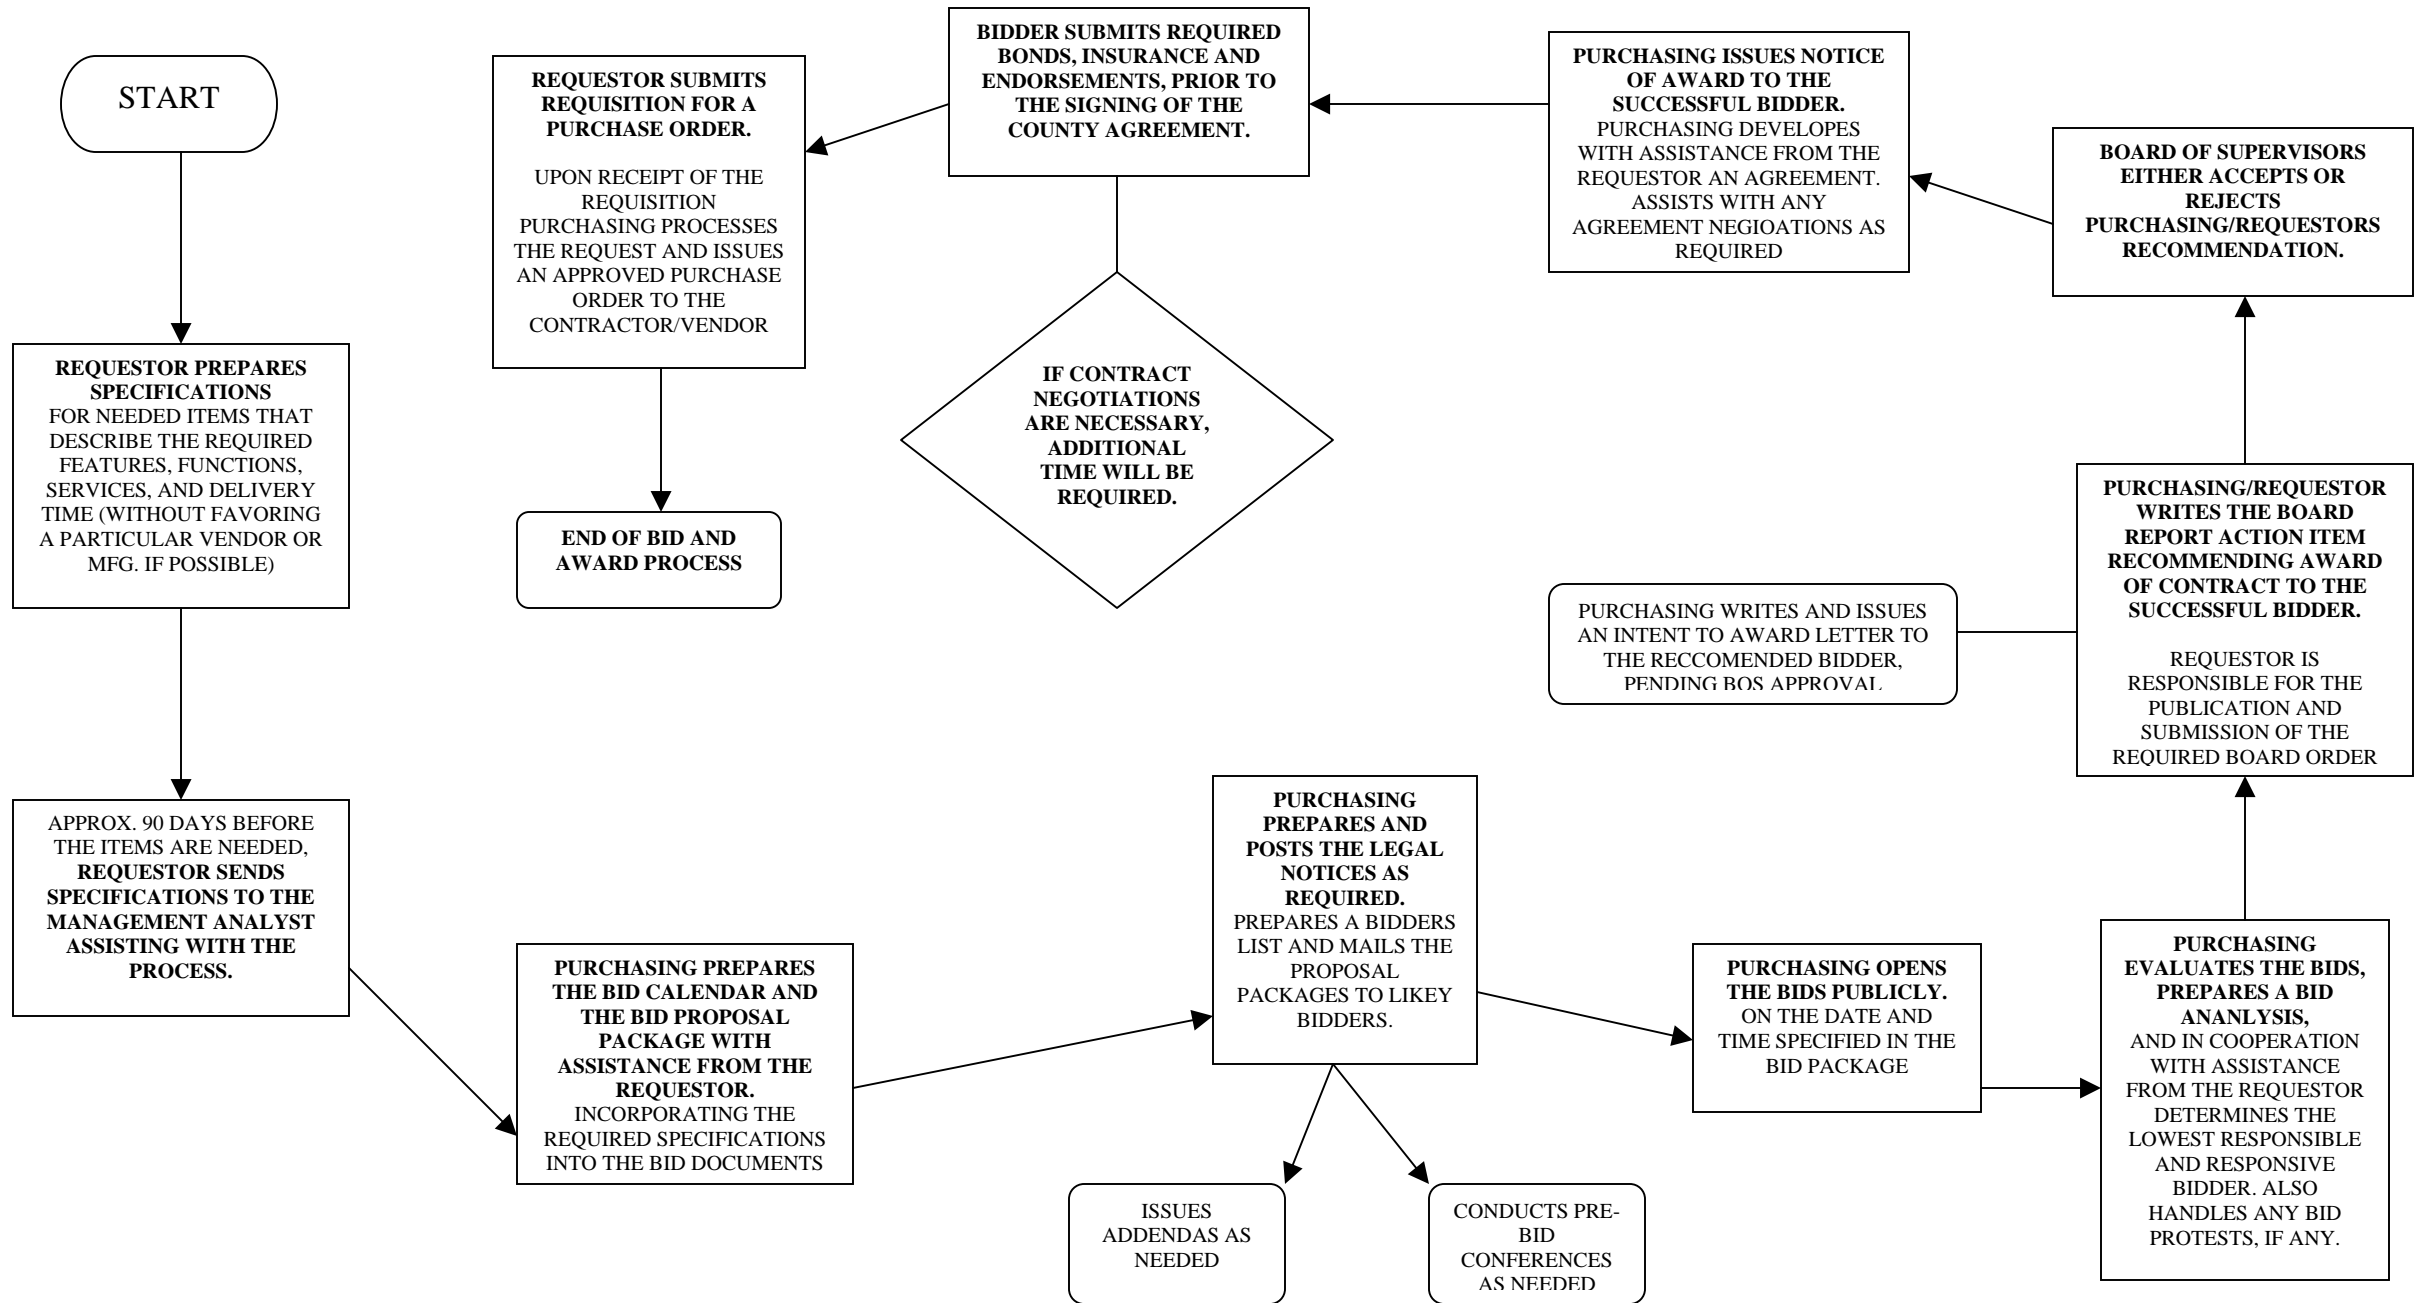 START
REQUESTOR PREPARES
SPECIFICATIONS
FOR NEEDED ITEMS THAT
DESCRIBE THE REQUIRED
FEATURES, FUNCTIONS,
SERVICES, AND DELIVERY
TIME (WITHOUT FAVORING
A PARTICULAR VENDOR OR
MFG. IF POSSIBLE)
APPROX. 90 DAYS BEFORE
THE ITEMS ARE NEEDED,
REQUESTOR SENDS
SPECIFICATIONS TO THE
MANAGEMENT ANALYST
ASSISTING WITH THE
PROCESS.
PURCHASING PREPARES
THE BID CALENDAR AND
THE BID PROPOSAL
PACKAGE WITH
ASSISTANCE FROM THE
REQUESTOR.
INCORPORATING THE
REQUIRED SPECIFICATIONS
INTO THE BID DOCUMENTS
PURCHASING
PREPARES AND
POSTS THE LEGAL
NOTICES AS
REQUIRED.
PREPARES A BIDDERS
LIST AND MAILS THE
PROPOSAL
PACKAGES TO LIKEY
BIDDERS.
ISSUES
ADDENDAS AS
NEEDED
CONDUCTS PRE-
BID
CONFERENCES
AS NEEDED
PURCHASING OPENS
THE BIDS PUBLICLY.
ON THE DATE AND
TIME SPECIFIED IN THE
BID PACKAGE
PURCHASING
EVALUATES THE BIDS,
PREPARES A BID
ANANLYSIS,
AND IN COOPERATION
WITH ASSISTANCE
FROM THE REQUESTOR
DETERMINES THE
LOWEST RESPONSIBLE
AND RESPONSIVE
BIDDER. ALSO
HANDLES ANY BID
PROTESTS, IF ANY.
PURCHASING/REQUESTOR
WRITES THE BOARD
REPORT ACTION ITEM
RECOMMENDING AWARD
OF CONTRACT TO THE
SUCCESSFUL BIDDER.
REQUESTOR IS
RESPONSIBLE FOR THE
PUBLICATION AND
SUBMISSION OF THE
REQUIRED BOARD ORDER
PURCHASING WRITES AND ISSUES
AN INTENT TO AWARD LETTER TO
THE RECCOMENDED BIDDER,
PENDING BOS APPROVAL
BOARD OF SUPERVISORS
EITHER ACCEPTS OR
REJECTS
PURCHASING/REQUESTORS
RECOMMENDATION.
PURCHASING ISSUES NOTICE
OF AWARD TO THE
SUCCESSFUL BIDDER.
PURCHASING DEVELOPES
WITH ASSISTANCE FROM THE
REQUESTOR AN AGREEMENT.
ASSISTS WITH ANY
AGREEMENT NEGIOATIONS AS
REQUIRED
BIDDER SUBMITS REQUIRED
BONDS, INSURANCE AND
ENDORSEMENTS, PRIOR TO
THE SIGNING OF THE
COUNTY AGREEMENT.
IF CONTRACT
NEGOTIATIONS
ARE NECESSARY,
ADDITIONAL
TIME WILL BE
REQUIRED.
REQUESTOR SUBMITS
REQUISITION FOR A
PURCHASE ORDER.
UPON RECEIPT OF THE
REQUISITION
PURCHASING PROCESSES
THE REQUEST AND ISSUES
AN APPROVED PURCHASE
ORDER TO THE
CONTRACTOR/VENDOR
END OF BID AND
AWARD PROCESS